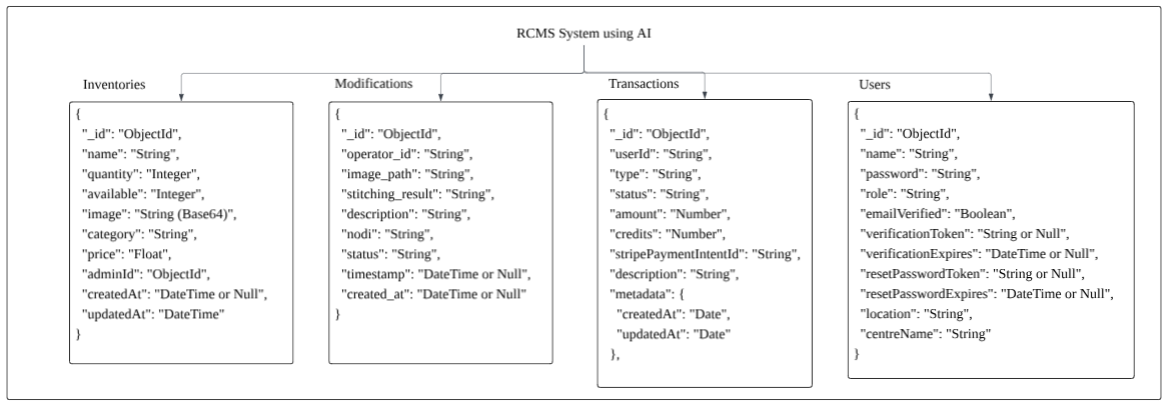 RCMS System using AI
Inventories
{
"_id": "ObjectId",
"name": "String",
"quantity": "Integer",
"available": "Integer",
"image": "String (Base64)",
"category": "String",
"price": "Float",
"adminId": "ObjectId",
"createdAt": "DateTime or Null",
"updatedAt": "DateTime"
}
Modifications
{
"_id": "ObjectId",
"operator_id": "String",
"image_path": "String",
"stitching_result": "String",
"description": "String",
"nodi": "String",
"status": "String",
"timestamp": "DateTime or Null",
"created_at": "DateTime or Null"
}
Transactions
{
"_id": "ObjectId",
"userId": "String",
"type": "String",
"status": "String",
"amount": "Number",
"credits": "Number",
"stripePaymentIntentId": "String",
"description": "String",
"metadata": {
"createdAt": "Date",
"updatedAt": "Date"
},
Users
{
"_id": "ObjectId",
"name": "String",
"password": "String",
"role": "String",
"emailVerified": "Boolean",
"verificationToken": "String or Null",
"verificationExpires": "DateTime or Null",
"resetPasswordToken": "String or Null",
"resetPasswordExpires": "DateTime or Null",
"location": "String",
"centreName": "String"
}